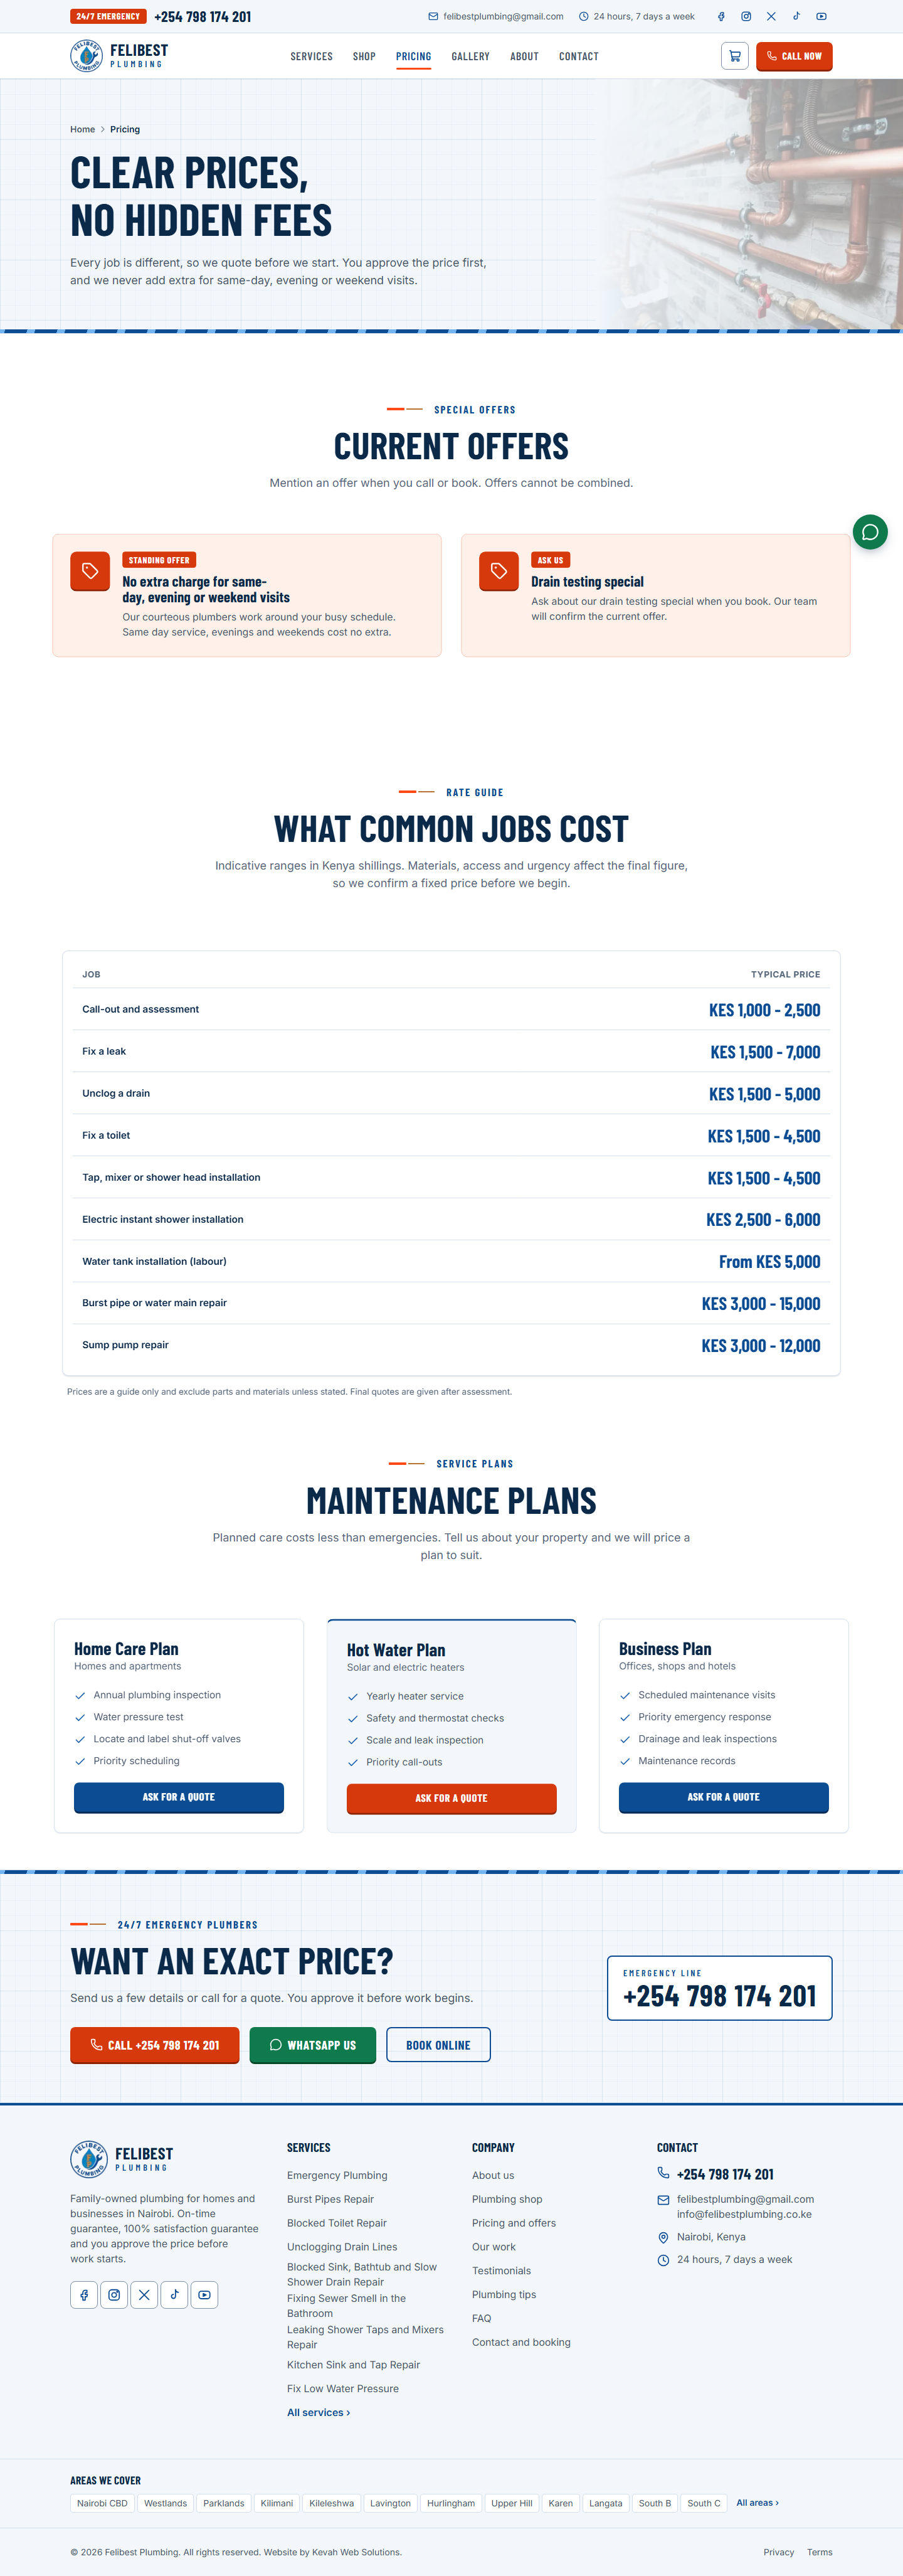 24/7 EMERGENCY +254 798 174 201 felibestplumbing@gmail.com 24 hours, 7 days a week
FELIBEST
PLUMBING
SERVICES SHOP PRICING GALLERY ABOUT CONTACT CALL NOW
Home › Pricing
CLEAR PRICES,
NO HIDDEN FEES
Every job is different, so we quote before we start. You approve the price first,
and we never add extra for same-day, evening or weekend visits.
SPECIAL OFFERS
CURRENT OFFERS
Mention an offer when you call or book. Offers cannot be combined.
STANDING OFFER
No extra charge for same-
day, evening or weekend visits
Our courteous plumbers work around your busy schedule.
Same day service, evenings and weekends cost no extra.
ASK US
Drain testing special
Ask about our drain testing special when you book. Our team
will confirm the current offer.
RATE GUIDE
WHAT COMMON JOBS COST
Indicative ranges in Kenya shillings. Materials, access and urgency affect the final figure,
so we confirm a fixed price before we begin.
JOB TYPICAL PRICE
Call-out and assessment KES 1,000 - 2,500
Fix a leak KES 1,500 - 7,000
Unclog a drain KES 1,500 - 5,000
Fix a toilet KES 1,500 - 4,500
Tap, mixer or shower head installation KES 1,500 - 4,500
Electric instant shower installation KES 2,500 - 6,000
Water tank installation (labour) From KES 5,000
Burst pipe or water main repair KES 3,000 - 15,000
Sump pump repair KES 3,000 - 12,000
Prices are a guide only and exclude parts and materials unless stated. Final quotes are given after assessment.
SERVICE PLANS
MAINTENANCE PLANS
Planned care costs less than emergencies. Tell us about your property and we will price a
plan to suit.
Home Care Plan
Homes and apartments
Annual plumbing inspection
Water pressure test
Locate and label shut-off valves
Priority scheduling
ASK FOR A QUOTE
Hot Water Plan
Solar and electric heaters
Yearly heater service
Safety and thermostat checks
Scale and leak inspection
Priority call-outs
ASK FOR A QUOTE
Business Plan
Offices, shops and hotels
Scheduled maintenance visits
Priority emergency response
Drainage and leak inspections
Maintenance records
ASK FOR A QUOTE
24/7 EMERGENCY PLUMBERS
WANT AN EXACT PRICE?
Send us a few details or call for a quote. You approve it before work begins.
CALL +254 798 174 201 WHATSAPP US BOOK ONLINE
EMERGENCY LINE
+254 798 174 201
FELIBEST PLUMBING
FELIBEST
PLUMBING
Family-owned plumbing for homes and
businesses in Nairobi. On-time
guarantee, 100% satisfaction guarantee
and you approve the price before
work starts.
SERVICES
Emergency Plumbing
Burst Pipes Repair
Blocked Toilet Repair
Unclogging Drain Lines
Blocked Sink, Bathtub and Slow
Shower Drain Repair
Fixing Sewer Smell in the
Bathroom
Leaking Shower Taps and Mixers
Repair
Kitchen Sink and Tap Repair
Fix Low Water Pressure
All services ›
COMPANY
About us
Plumbing shop
Pricing and offers
Our work
Testimonials
Plumbing tips
FAQ
Contact and booking
CONTACT
+254 798 174 201
felibestplumbing@gmail.com
info@felibestplumbing.co.ke
Nairobi, Kenya
24 hours, 7 days a week
AREAS WE COVER
Nairobi CBD Westlands Parklands Kilimani Kileleshwa Lavington Hurlingham Upper Hill Karen Langata South B South C All areas ›
© 2026 Felibest Plumbing. All rights reserved. Website by Kevah Web Solutions. Privacy Terms